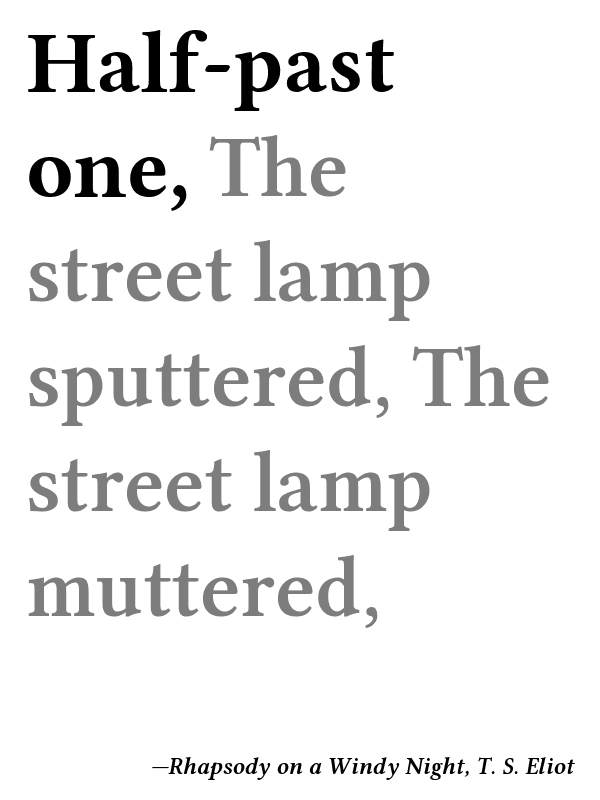 Half-past
one, The
street lamp
sputtered, The
street lamp
muttered,
—Rhapsody on a Windy Night, T. S. Eliot